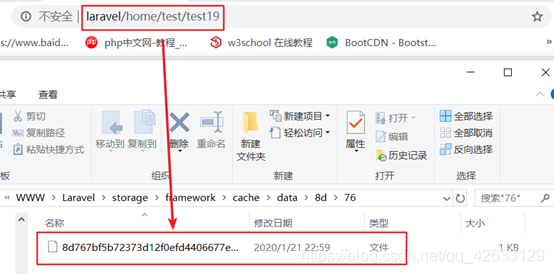 不安全 | laravel/home/test/test19
s://www.baid... php中文网-教程_... w3school 在线教程 BootCDN - Bootst...
共享 查看
剪切
复制路径
粘贴快捷方式
移动到 复制到 删除 重命名
新建
文件夹
新建项目
轻松访问
属性
打开
编辑
历史记录
全部选择
全部取消
反向选择
组织 新建 打开 选择
WWW > Laravel > storage > framework > cache > data > 8d > 76
搜索"76"
名称 修改日期 类型 大小
8d767bf5b72373d12f0efd4406677e... 2020/1/21 22:59 文件 1 KB
https://blog.csdn.net/qq_42633129